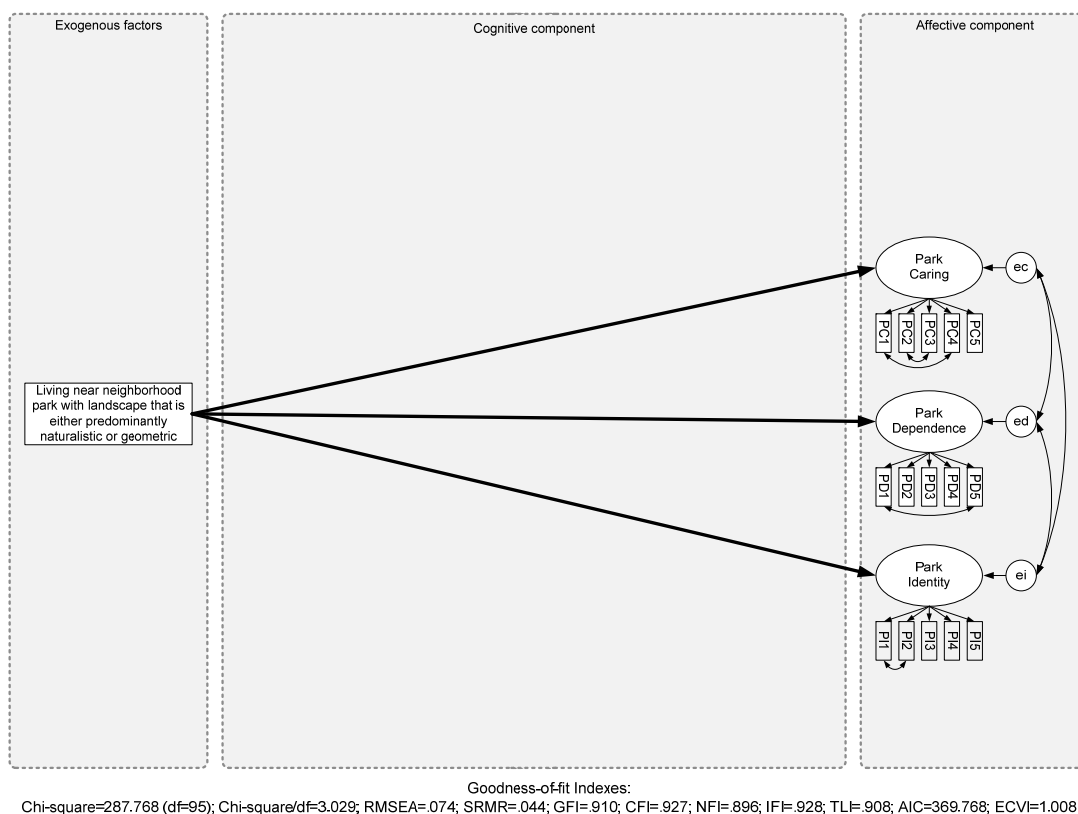 Exogenous factors
Cognitive component
Affective component
Park
Caring
ec
PC1
PC2
PC3
PC4
PC5
Living near neighborhood
park with landscape that is
either predominantly
naturalistic or geometric
Park
Dependence
ed
PD1
PD2
PD3
PD4
PD5
Park
Identity
ei
PI1
PI2
PI3
PI4
PI5
Goodness-of-fit Indexes:
Chi-square=287.768 (df=95); Chi-square/df=3.029; RMSEA=.074; SRMR=.044; GFI=.910; CFI=.927; NFI=.896; IFI=.928; TLI=.908; AIC=369.768; ECVI=1.008